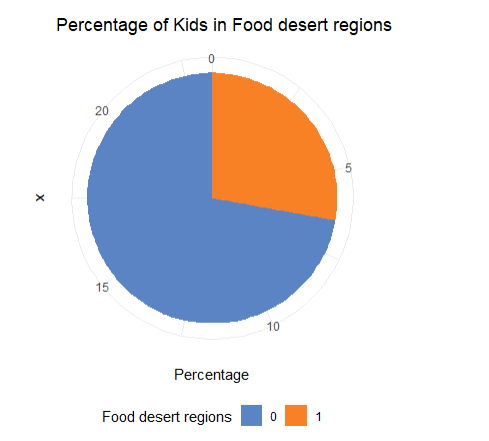 Percentage of Kids in Food desert regions
0
20
5
x
15
10
Percentage
Food desert regions 0 1